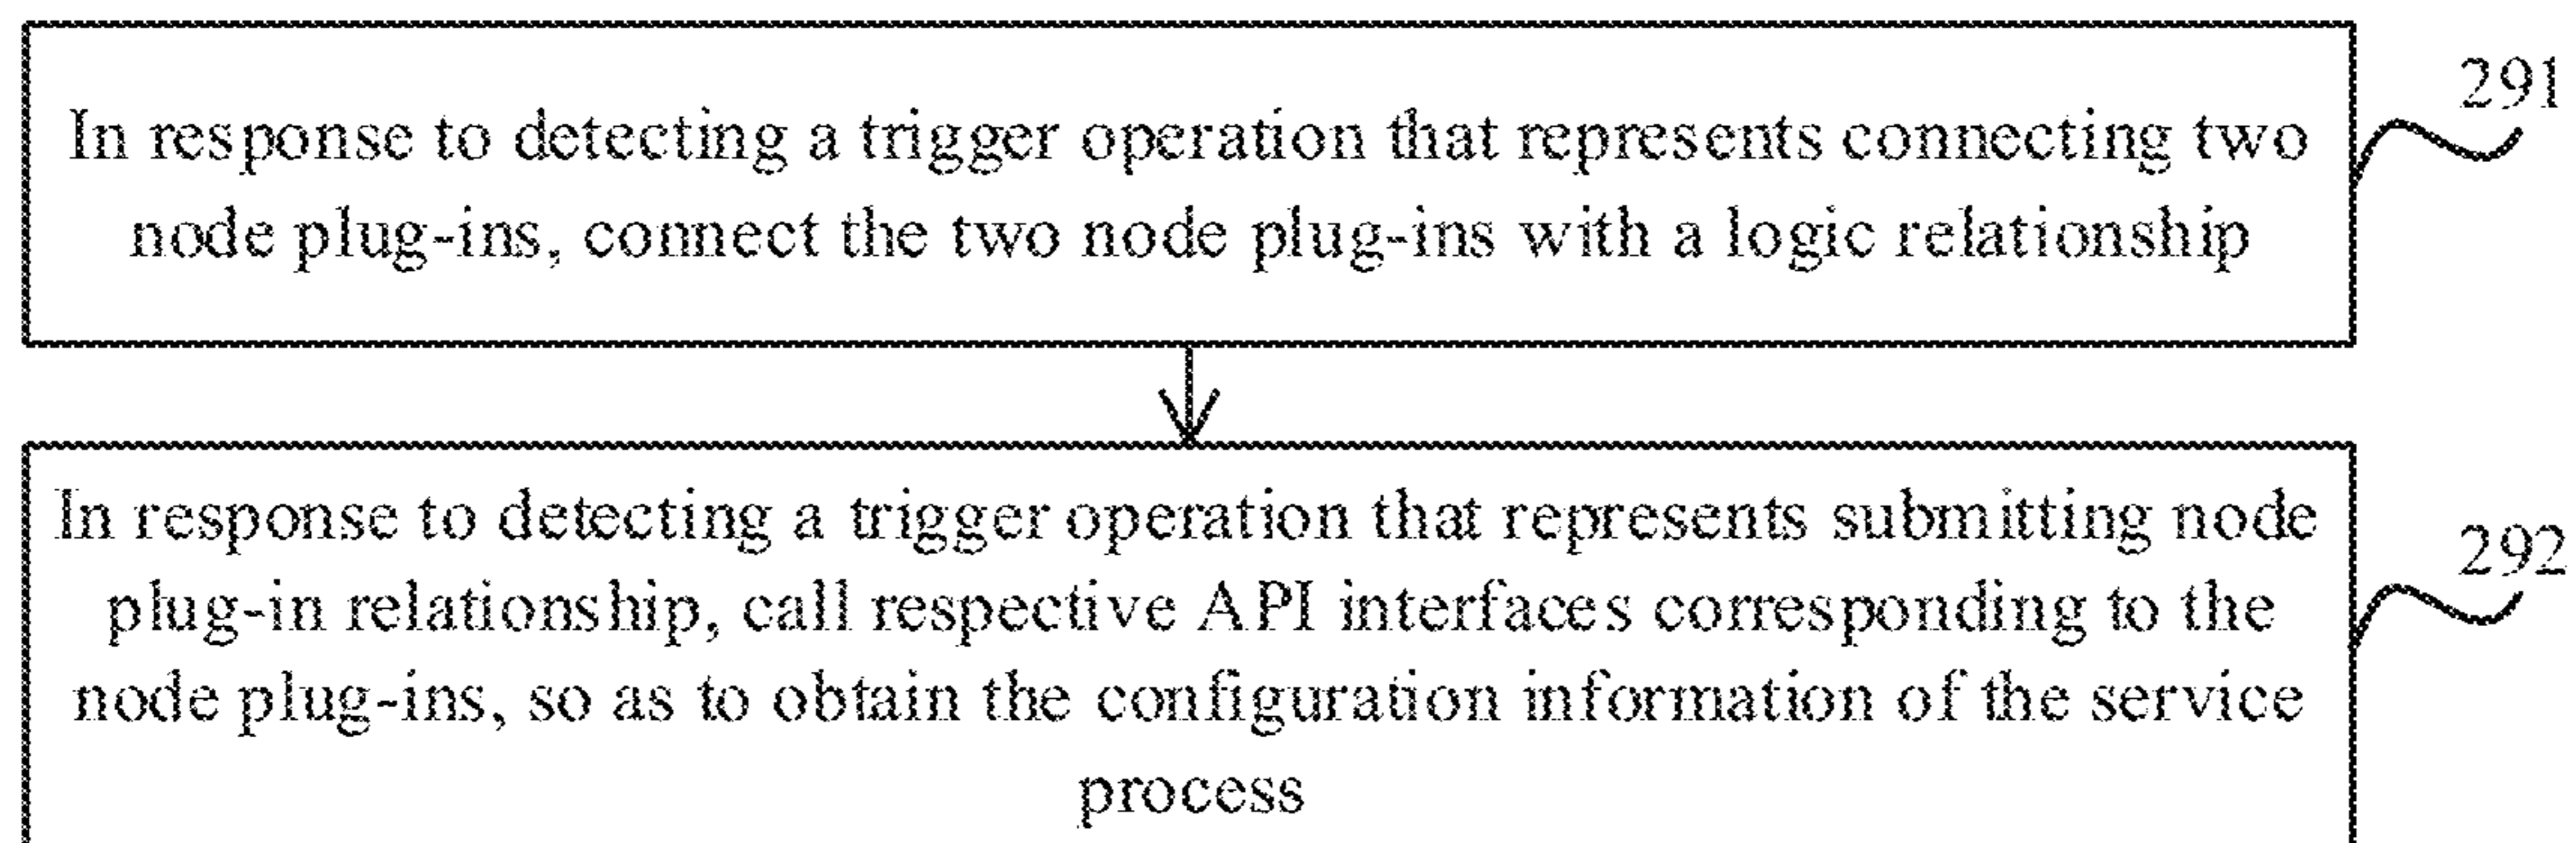 291
In response to detecting a trigger operation that represents connecting two
node plug-ins, connect the two node plug-ins with a logic relationship
292
In response to detecting a trigger operation that represents submitting node
plug-in relationship, call respective API interfaces corresponding to the
node plug-ins, so as to obtain the configuration information of the service
process